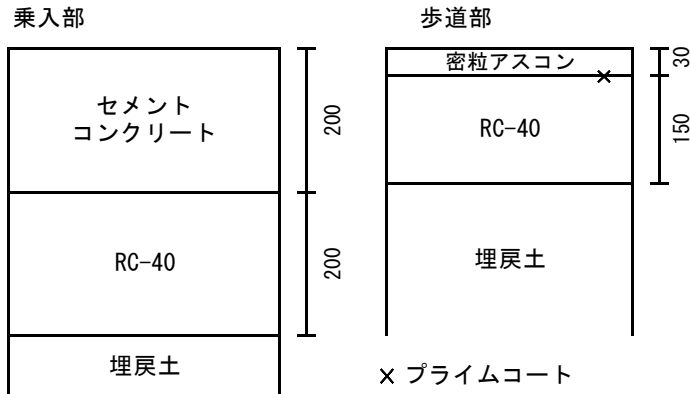 乗入部
セメント
コンクリート
200
RC-40
200
埋戻土
歩道部
密粒アスコン
30
RC-40
150
埋戻土
× プライムコート